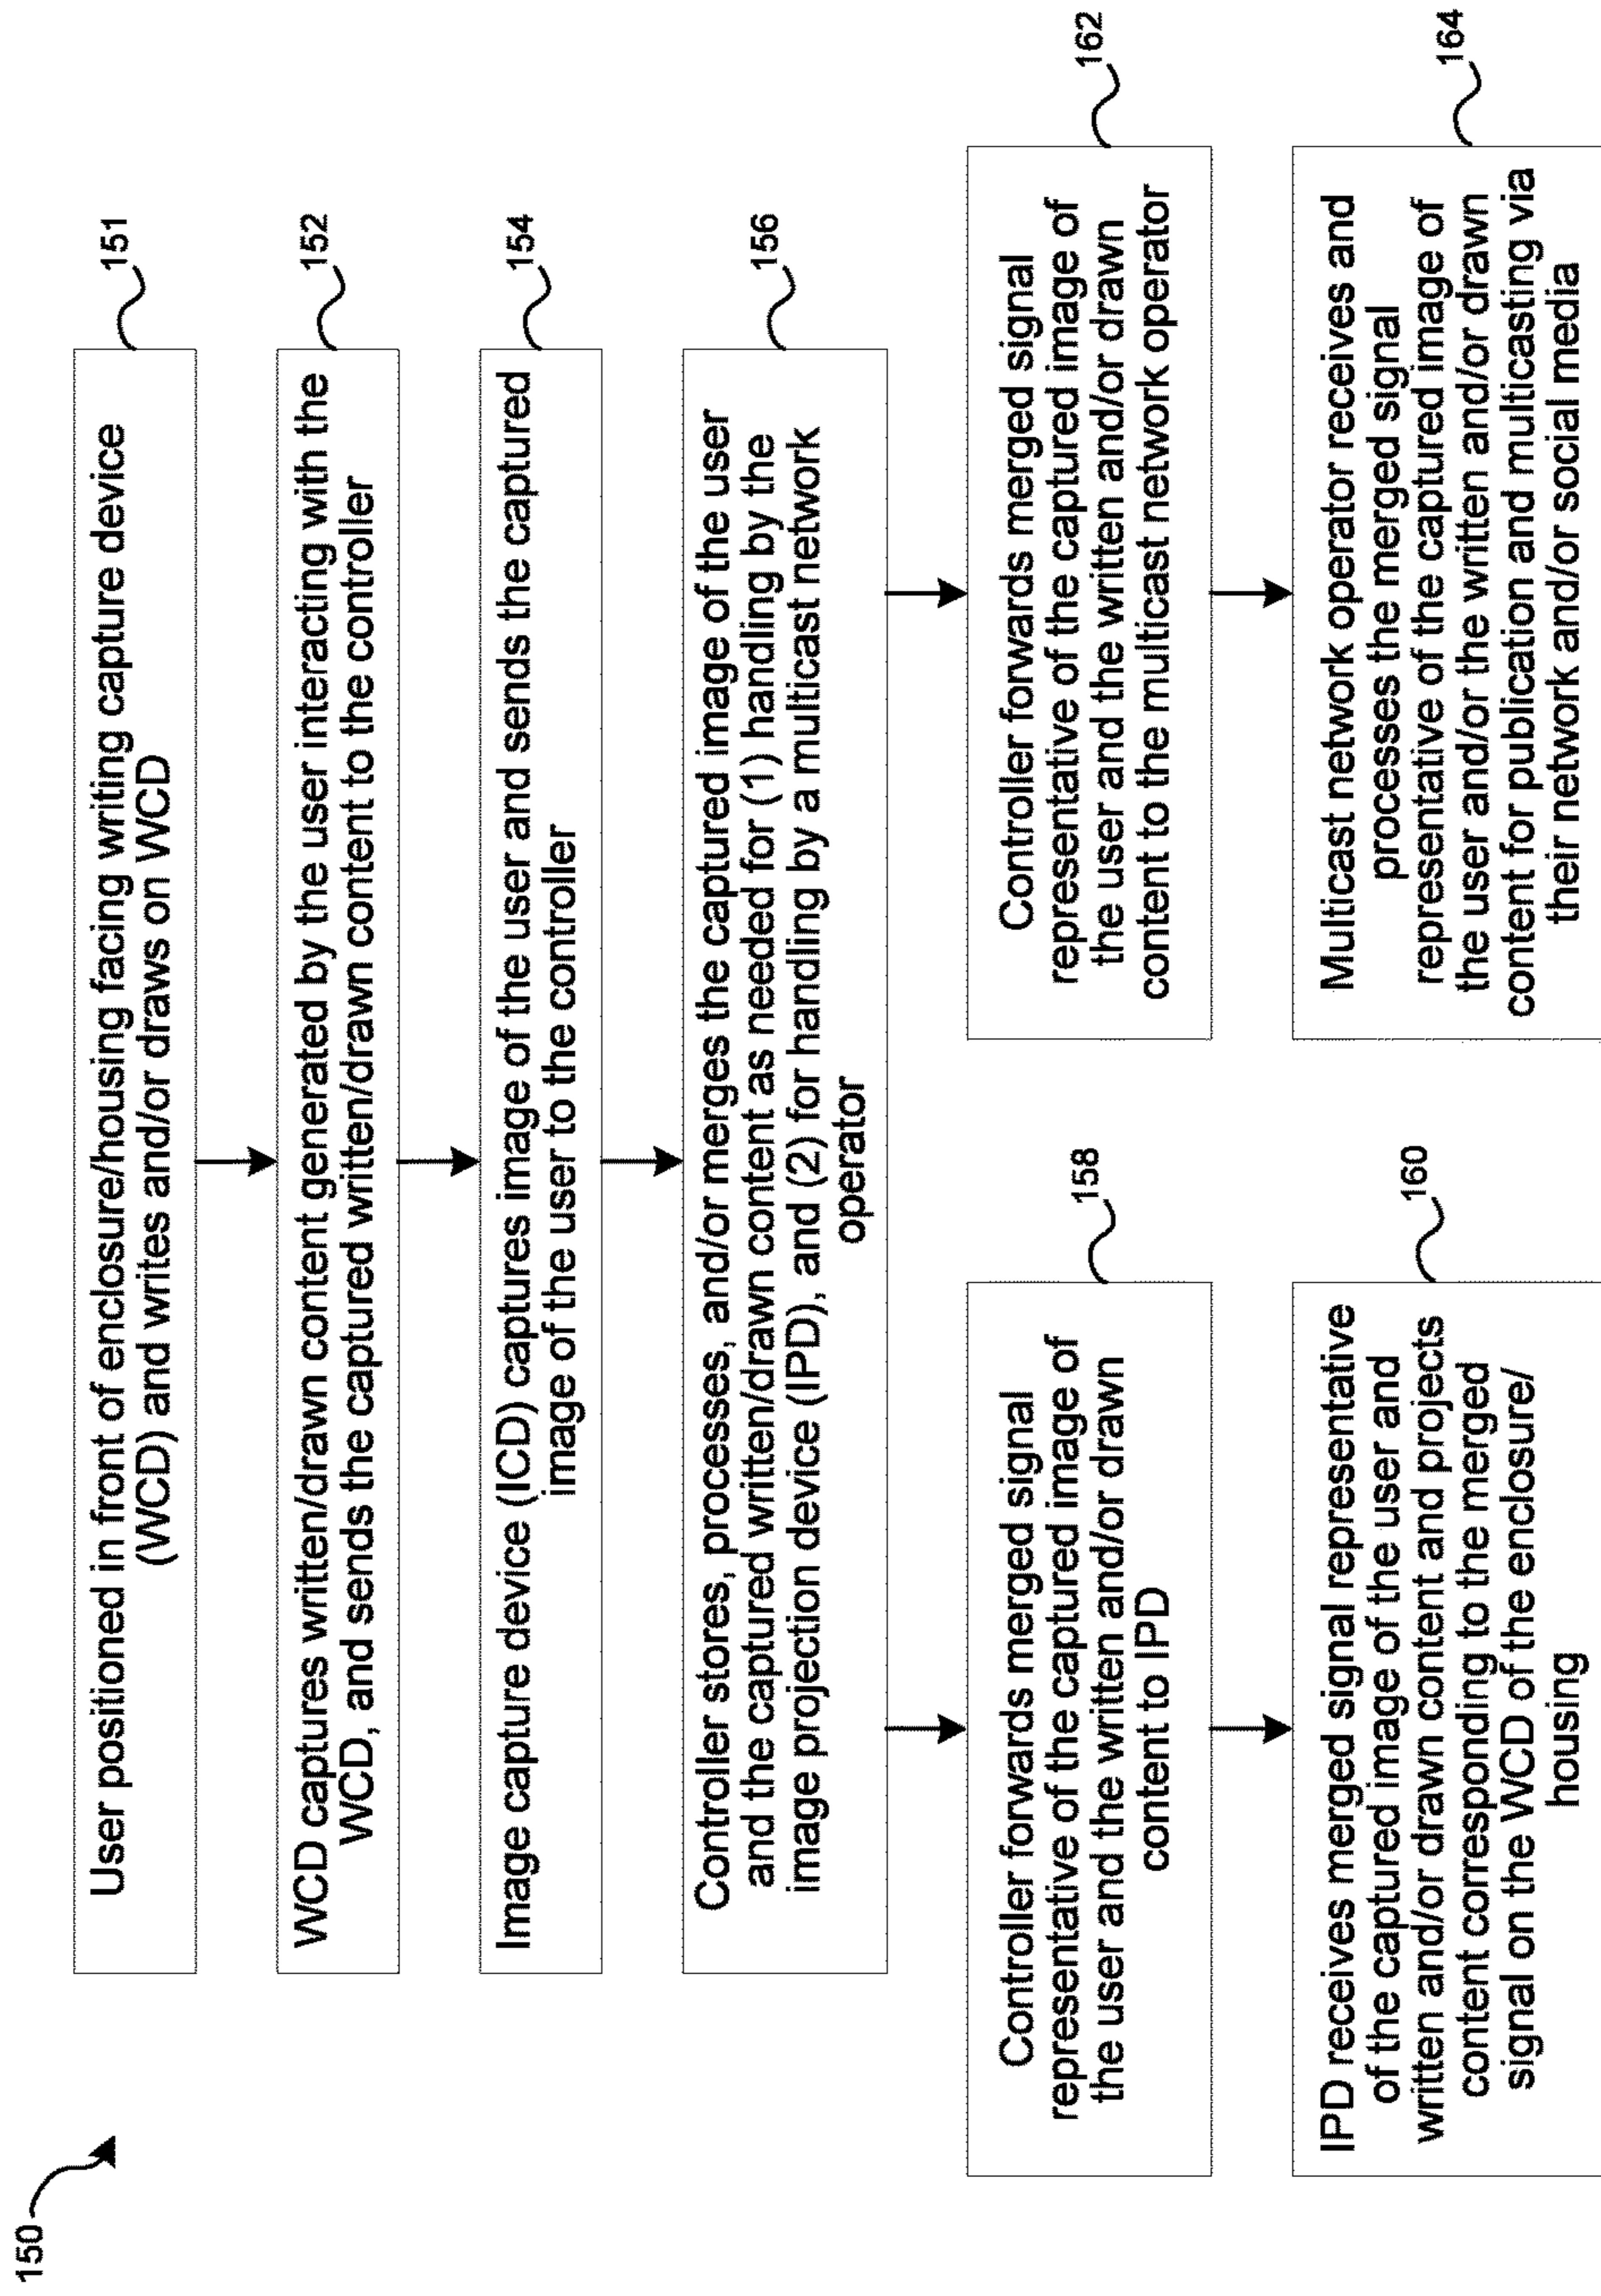 150
User positioned in front of enclosure/housing facing writing capture device
(WCD) and writes and/or draws on WCD
151
WCD captures written/drawn content generated by the user interacting with the
WCD, and sends the captured written/drawn content to the controller
152
Image capture device (ICD) captures image of the user and sends the captured
image of the user to the controller
154
Controller stores, processes, and/or merges the captured image of the user
and the captured written/drawn content as needed for (1) handling by the
image projection device (IPD), and (2) for handling by a multicast network
operator
156
Controller forwards merged signal
representative of the captured image of
the user and the written and/or drawn
content to IPD
158
IPD receives merged signal representative
of the captured image of the user and
written and/or drawn content and projects
content corresponding to the merged
signal on the WCD of the enclosure/
housing
160
Controller forwards merged signal
representative of the captured image of
the user and the written and/or drawn
content to the multicast network operator
162
Multicast network operator receives and
processes the merged signal
representative of the captured image of
the user and/or the written and/or drawn
content for publication and multicasting via
their network and/or social media
164